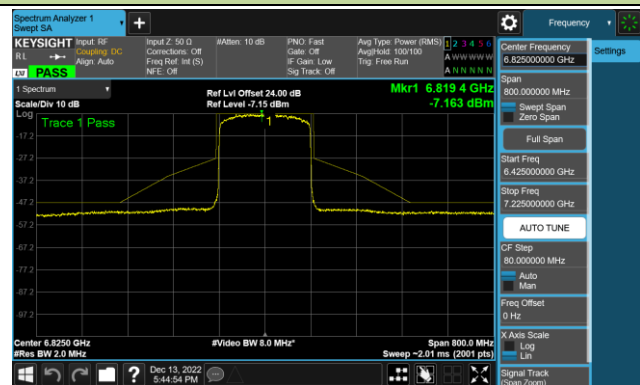 Spectrum Analyzer 1
Swept SA
Frequency
KEYSIGHT
RL
Input: RF
Coupling: DC
Align: Auto
Input Z: 50 Ω
Corrections: Off
Freq Ref: Int (S)
NFE: Off
#Atten: 10 dB
PNO: Fast
Gate: Off
IF Gain: Low
Sig Track: Off
Avg Type: Power (RMS)
Avg|Hold: 100/100
Trig: Free Run
1 2 3 4 5 6
A W W W W W
A N N N N N
LXI
PASS
1 Spectrum
Scale/Div 10 dB
Ref Lvl Offset 24.00 dB
Ref Level -7.15 dBm
Mkr1 6.819 4 GHz
-7.163 dBm
Log
Trace 1 Pass
1
-17.2
-27.2
-37.2
-47.2
-57.2
-67.2
-77.2
-87.2
-97.2
Center 6.8250 GHz
#Res BW 2.0 MHz
#Video BW 8.0 MHz*
Span 800.0 MHz
Sweep ~2.01 ms (2001 pts)
Dec 13, 2022
5:44:54 PM
Center Frequency
6.825000000 GHz
Settings
Span
800.000000 MHz
Swept Span
Zero Span
Full Span
Start Freq
6.425000000 GHz
Stop Freq
7.225000000 GHz
AUTO TUNE
CF Step
80.000000 MHz
Auto
Man
Freq Offset
0 Hz
X Axis Scale
Log
Lin
Signal Track
(Span Zoom)